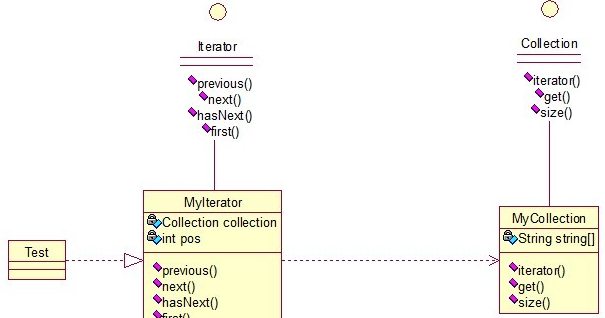 Iterator
previous()
next()
hasNext()
first()
Collection
iterator()
get()
size()
MyIterator
Collection collection
int pos
previous()
next()
hasNext()
first()
MyCollection
String string[]
iterator()
get()
size()
Test